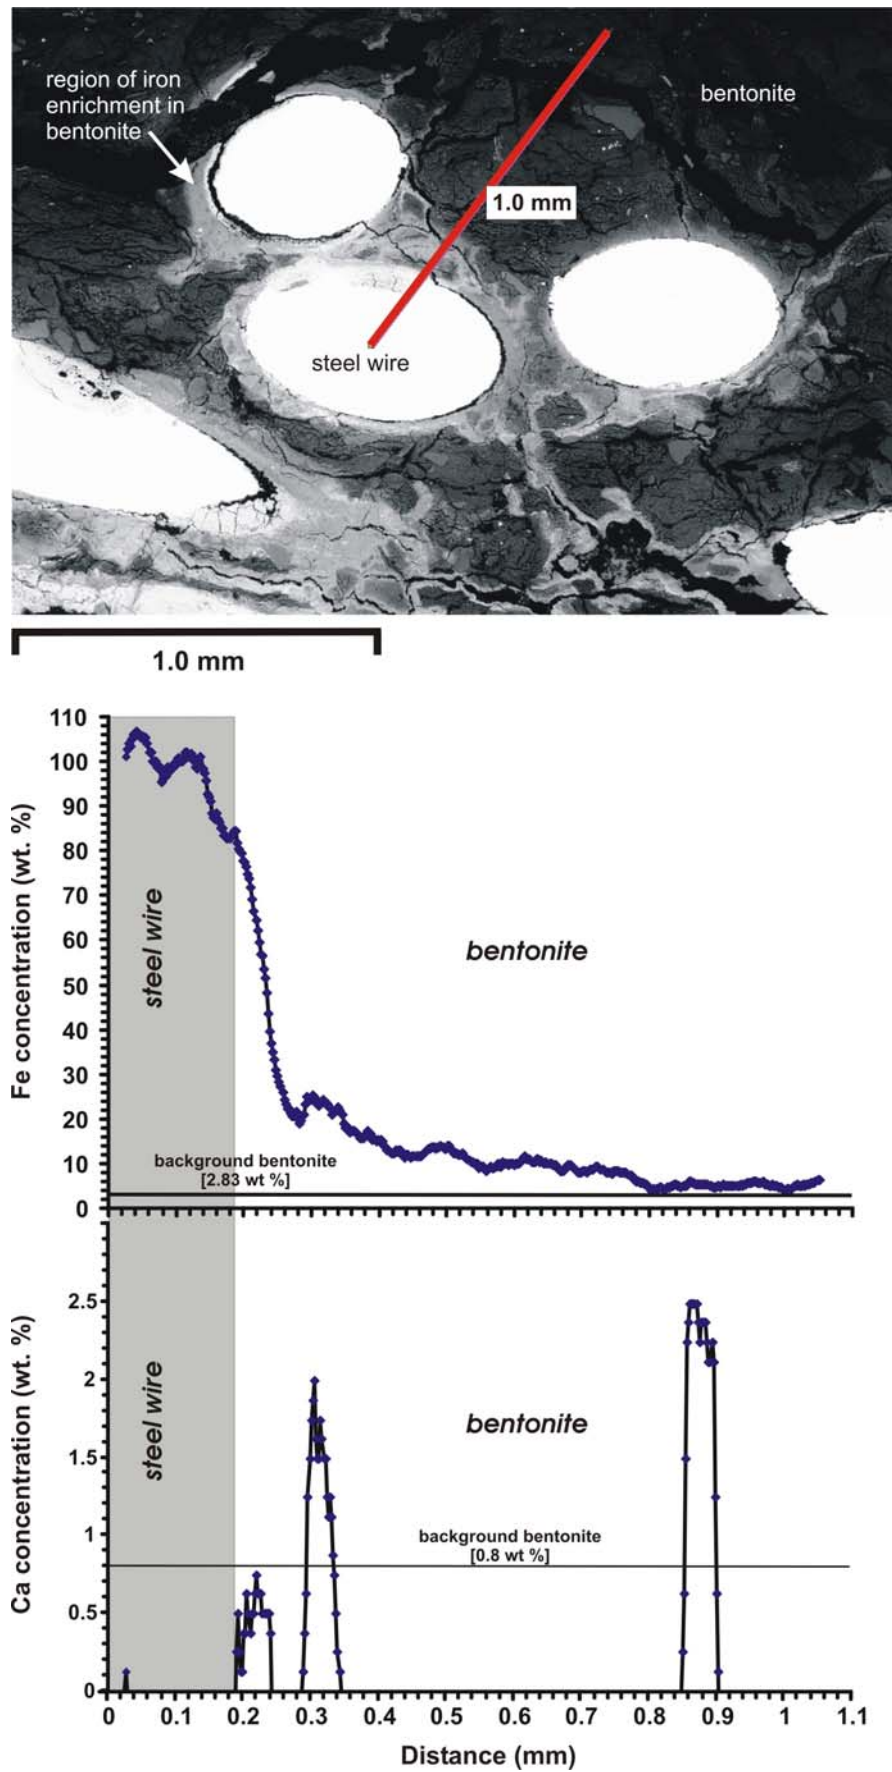 region of iron
enrichment in
bentonite
bentonite
1.0 mm
steel wire
1.0 mm
Fe concentration (wt. %)
110
100
90
80
70
60
50
40
30
20
10
0
steel wire
bentonite
background bentonite
[2.83 wt %]
Ca concentration (wt. %)
2.5
2
1.5
1
0.5
0
steel wire
bentonite
background bentonite
[0.8 wt %]
0 0.1 0.2 0.3 0.4 0.5 0.6 0.7 0.8 0.9 1 1.1
Distance (mm)